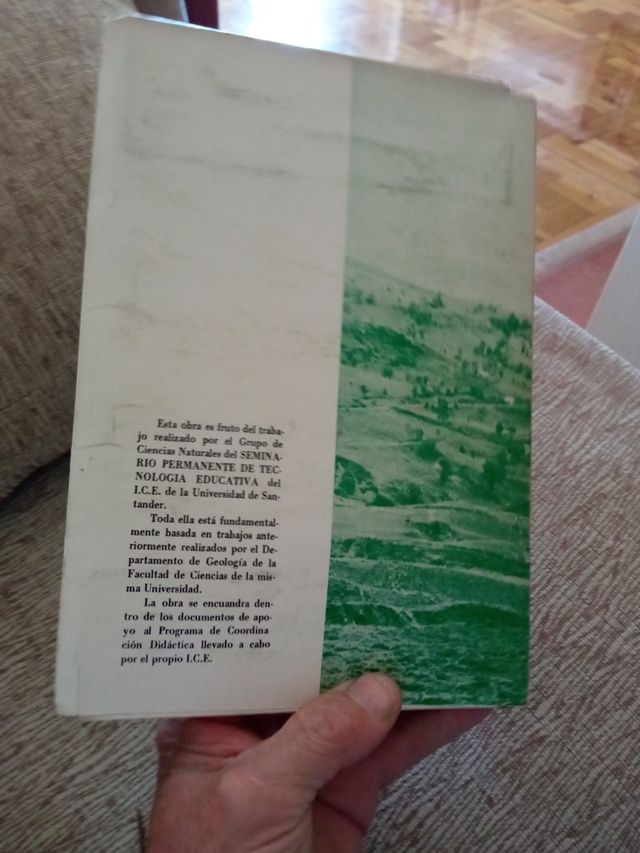 Esta obra es fruto del traba-
jo realizado por el Grupo de
Ciencias Naturales del SEMINA-
RIO PERMANENTE DE TEC-
NOLOGIA EDUCATIVA del
I.C.E. de la Universidad de San-
tander.
Toda ella está fundamental-
mente basada en trabajos ante-
riormente realizados por el De-
partamento de Geología de la
Facultad de Ciencias de la mis-
ma Universidad.
La obra se encuandra den-
tro de los documentos de apo-
yo al Programa de Coordina-
ción Didáctica llevado a cabo
por el propio I.C.E.